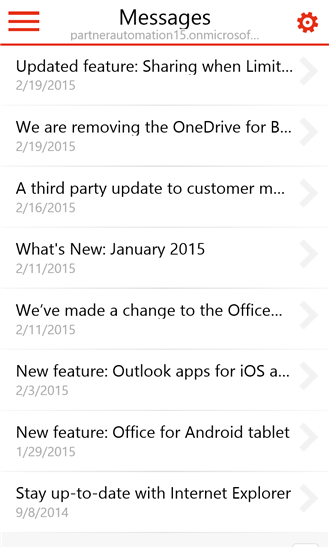 Messages
partnerautomation15.onmicrosof...
Updated feature: Sharing when Limit...
2/19/2015
We are removing the OneDrive for B...
2/19/2015
A third party update to customer m...
2/16/2015
What's New: January 2015
2/11/2015
We've made a change to the Office...
2/11/2015
New feature: Outlook apps for iOS a...
2/3/2015
New feature: Office for Android tablet
1/29/2015
Stay up-to-date with Internet Explorer
9/8/2014